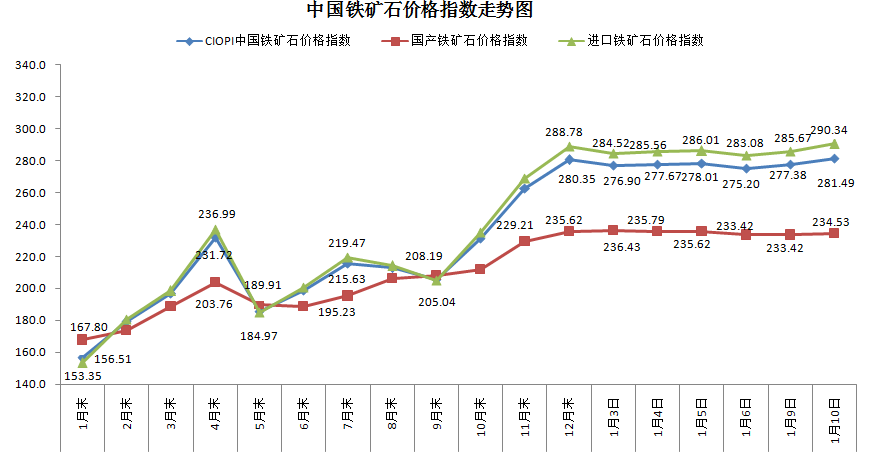 中国铁矿石价格指数走势图
CIOPI中国铁矿石价格指数 国产铁矿石价格指数 进口铁矿石价格指数
340.0
320.0
300.0
280.0
260.0
240.0
220.0
200.0
180.0
160.0
140.0
288.78 284.52 285.56 286.01 283.08 285.67 290.34
280.35 276.90 277.67 278.01 275.20 277.38 281.49
236.99 219.47 208.19 229.21 235.62 235.79 233.42 234.53
231.72 236.43 235.62 233.42
189.91 215.63
203.76 195.23 205.04
167.80 184.97
156.51
153.35
1月末 2月末 3月末 4月末 5月末 6月末 7月末 8月末 9月末 10月末 11月末 12月末 1月3日 1月4日 1月5日 1月6日 1月9日 1月10日